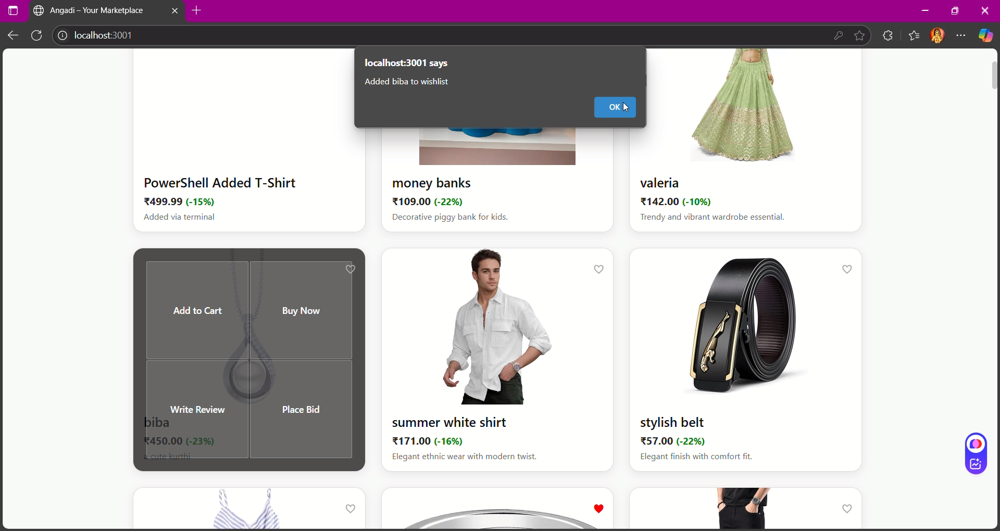 Angadi – Your Marketplace
localhost:3001
localhost:3001 says
Added biba to wishlist
OK
PowerShell Added T-Shirt
₹499.99 (-15%)
Added via terminal
money banks
₹109.00 (-22%)
Decorative piggy bank for kids.
valeria
₹142.00 (-10%)
Trendy and vibrant wardrobe essential.
Add to Cart
Buy Now
Write Review
Place Bid
biba
₹450.00 (-23%)
a cute kurthi
summer white shirt
₹171.00 (-16%)
Elegant ethnic wear with modern twist.
stylish belt
₹57.00 (-22%)
Elegant finish with comfort fit.